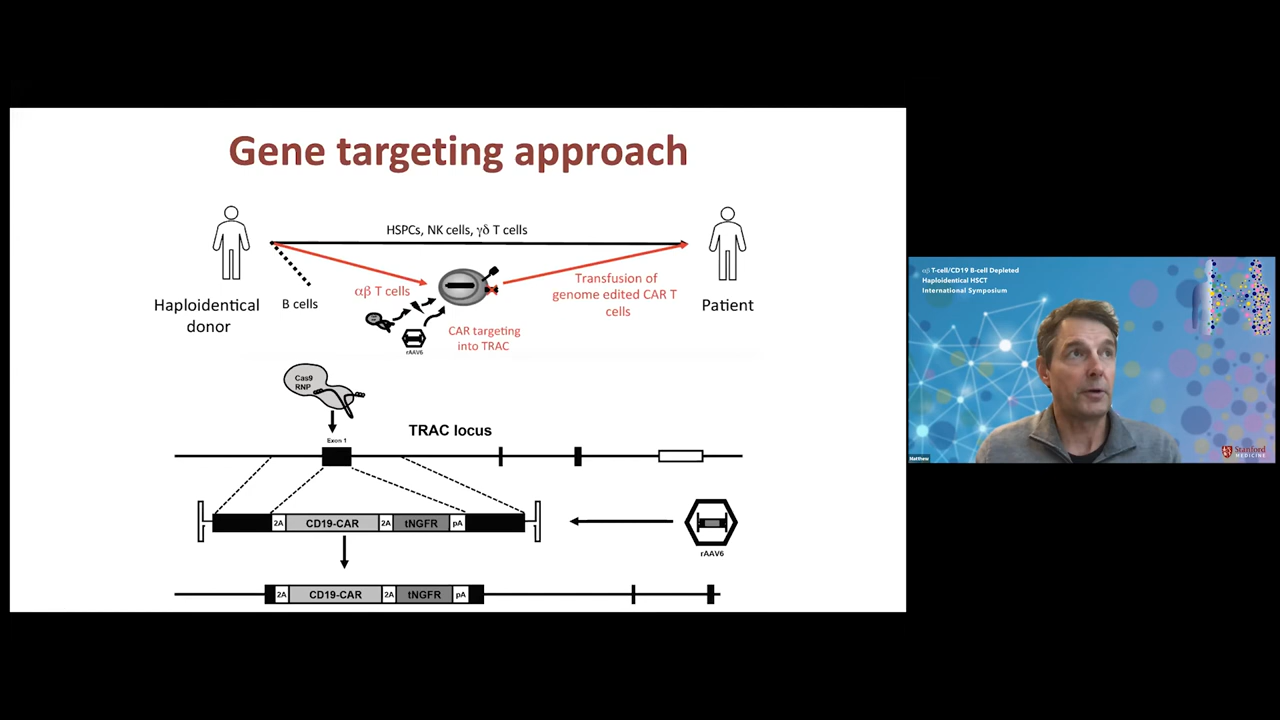 Gene targeting approach
HSPCs, NK cells, γδ T cells
αβ T cells
B cells
Haploidentical
donor
Transfusion of
genome edited CAR T
cells
Patient
rAAV6
CAR targeting
into TRAC
Cas9
RNP
TRAC locus
Exon 1
2A
CD19-CAR
2A
tNGFR
pA
rAAV6
2A
CD19-CAR
2A
tNGFR
pA
αβ T-cell/CD19 B-cell Depleted
Haploidentical HSCT
International Symposium
Matthew
Stanford
MEDICINE